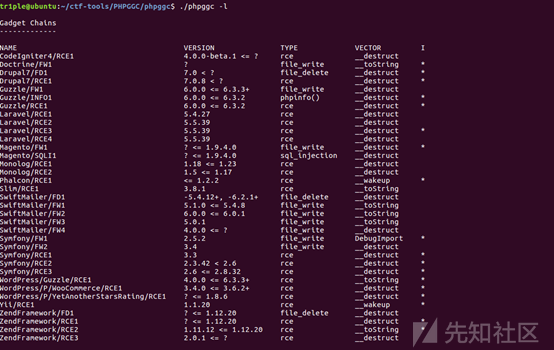 tr1ple@ubuntu:~/ctf-tools/PHPGGC/phpggc$ ./phpggc -l
Gadget Chains
-------------
NAME VERSION TYPE VECTOR I
CodeIgniter4/RCE1 4.0.0-beta.1 <= ? rce __destruct
Doctrine/FW1 ? file_write __toString *
Drupal7/FD1 7.0 < ? file_delete __destruct *
Drupal7/RCE1 7.0.8 < ? rce __destruct *
Guzzle/FW1 6.0.0 <= 6.3.3+ file_write __destruct
Guzzle/INFO1 6.0.0 <= 6.3.2 phpinfo() __destruct *
Guzzle/RCE1 6.0.0 <= 6.3.2 rce __destruct *
Laravel/RCE1 5.4.27 rce __destruct
Laravel/RCE2 5.5.39 rce __destruct
Laravel/RCE3 5.5.39 rce __destruct *
Laravel/RCE4 5.5.39 rce __destruct
Magento/FW1 ? <= 1.9.4.0 file_write __destruct *
Magento/SQLI1 ? <= 1.9.4.0 sql_injection __destruct
Monolog/RCE1 1.18 <= 1.23 rce __destruct
Monolog/RCE2 1.5 <= 1.17 rce __destruct
Phalcon/RCE1 <= 1.2.2 rce __wakeup *
Slim/RCE1 3.8.1 rce __toString
SwiftMailer/FD1 -5.4.12+, -6.2.1+ file_delete __destruct
SwiftMailer/FW1 5.1.0 <= 5.4.8 file_write __toString
SwiftMailer/FW2 6.0.0 <= 6.0.1 file_write __toString
SwiftMailer/FW3 5.0.1 file_write __toString
SwiftMailer/FW4 4.0.0 <= ? file_write __destruct
Symfony/FW1 2.5.2 file_write DebugImport *
Symfony/FW2 3.4 file_write __destruct
Symfony/RCE1 3.3 rce __destruct *
Symfony/RCE2 2.3.42 < 2.6 rce __destruct *
Symfony/RCE3 2.6 <= 2.8.32 rce __destruct *
WordPress/Guzzle/RCE1 4.0.0 <= 6.3.3+ rce __toString *
WordPress/P/WooCommerce/RCE1 ? <= 3.4.0 <= 3.6.2+ rce __destruct *
WordPress/P/YetAnotherStarsRating/RCE1 ? <= 1.8.6 rce __destruct *
Yii/RCE1 1.1.20 rce __wakeup *
ZendFramework/FD1 ? <= 1.12.20 file_delete __destruct
ZendFramework/RCE1 ? <= 1.12.20 rce __destruct *
ZendFramework/RCE2 1.11.12 <= 1.12.20 rce __toString *
ZendFramework/RCE3 2.0.1 <= ? rce __destruct
先知社区